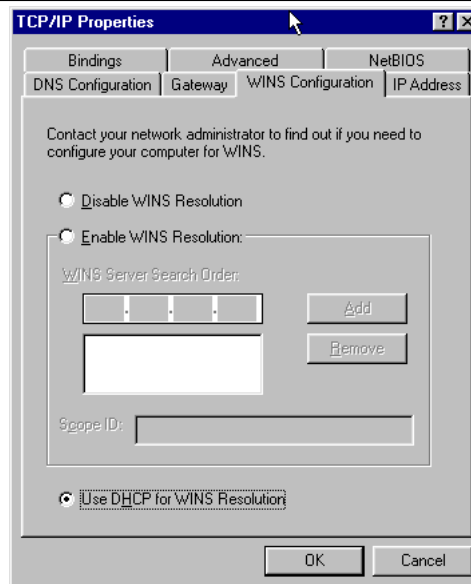 TCP/IP Properties
Bindings Advanced NetBIOS
DNS Configuration Gateway WINS Configuration IP Address
Contact your network administrator to find out if you need to
configure your computer for WINS.
Disable WINS Resolution
Enable WINS Resolution:
WINS Server Search Order:
. . .
Add
Remove
Scope ID:
Use DHCP for WINS Resolution
OK Cancel